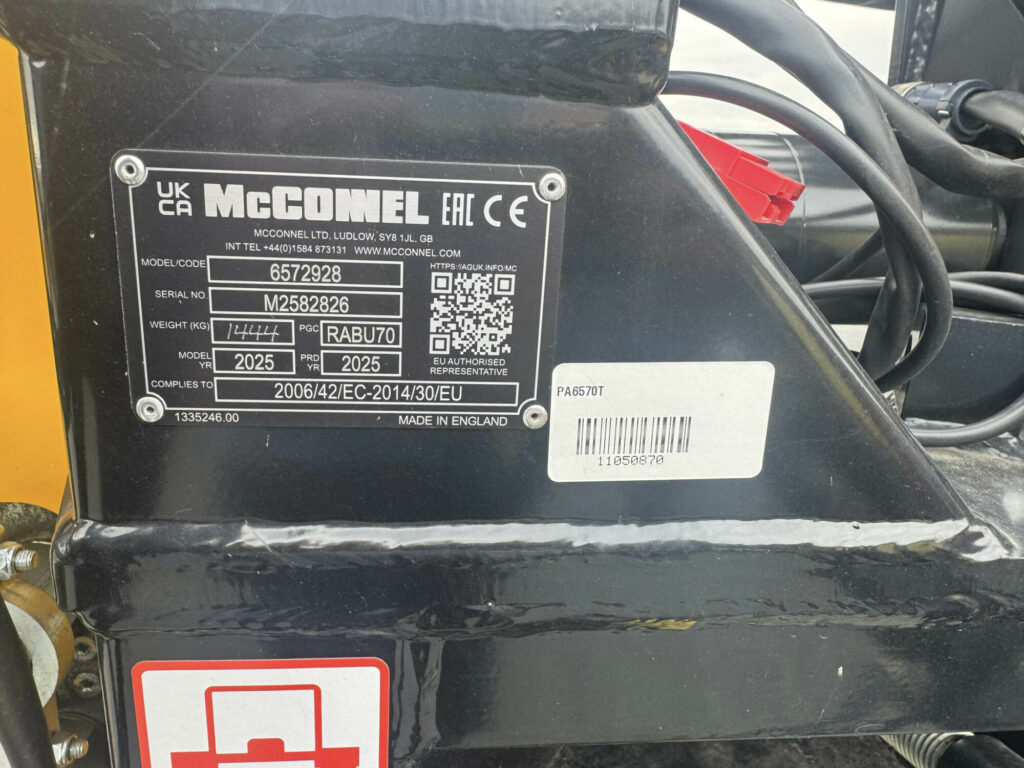 UK CA McCONNEL EAC CE
MCCONNEL LTD, LUDLOW, SY8 1JL, GB
INT TEL +44(0)1584 873131 WWW.MCCONNEL.COM
MODEL/CODE 6572928
HTTPS://AGUK.INFO/MC
SERIAL NO. M2582826
WEIGHT (KG) 1444 PGC RABU70
MODEL YR 2025 PRD YR 2025
EU AUTHORISED
REPRESENTATIVE
COMPLIES TO 2006/42/EC-2014/30/EU
1335246.00 MADE IN ENGLAND
PA6570T
11050870